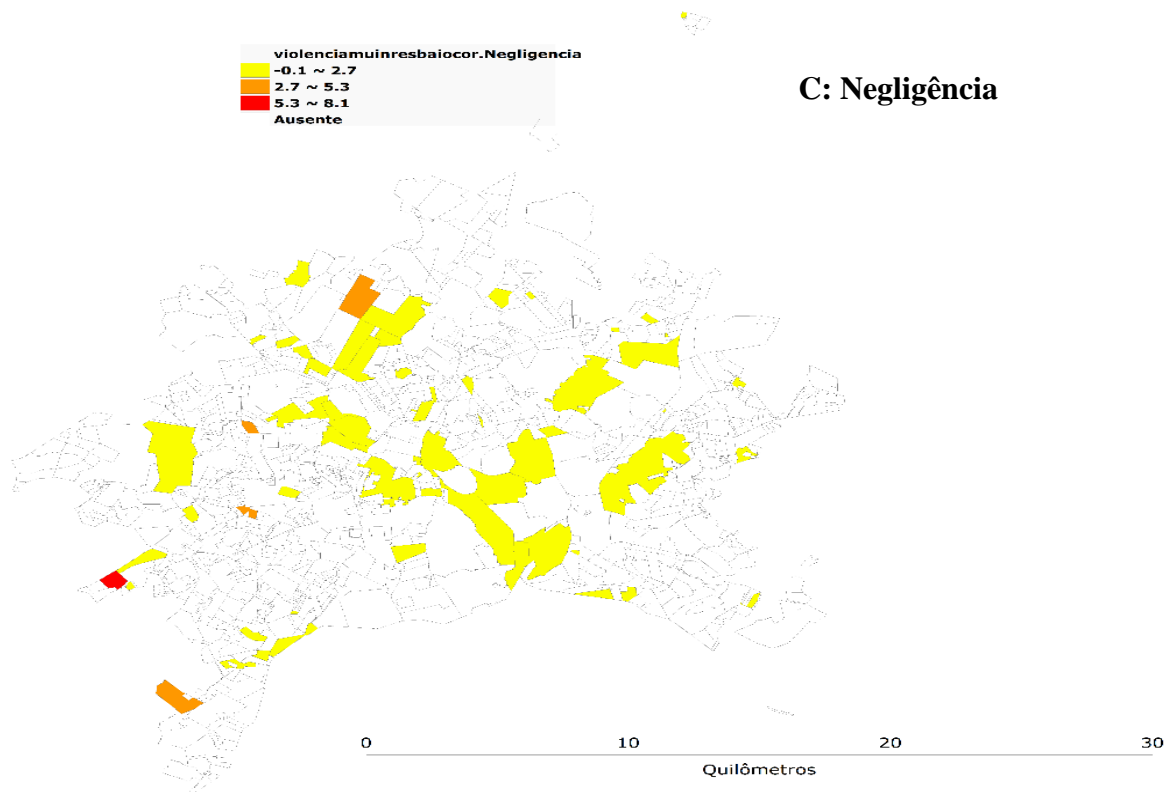 violenciamuinresbaiocor.Negligencia
-0.1 ~ 2.7
2.7 ~ 5.3
5.3 ~ 8.1
Ausente
C: Negligência
0 10 20 30
Quilômetros